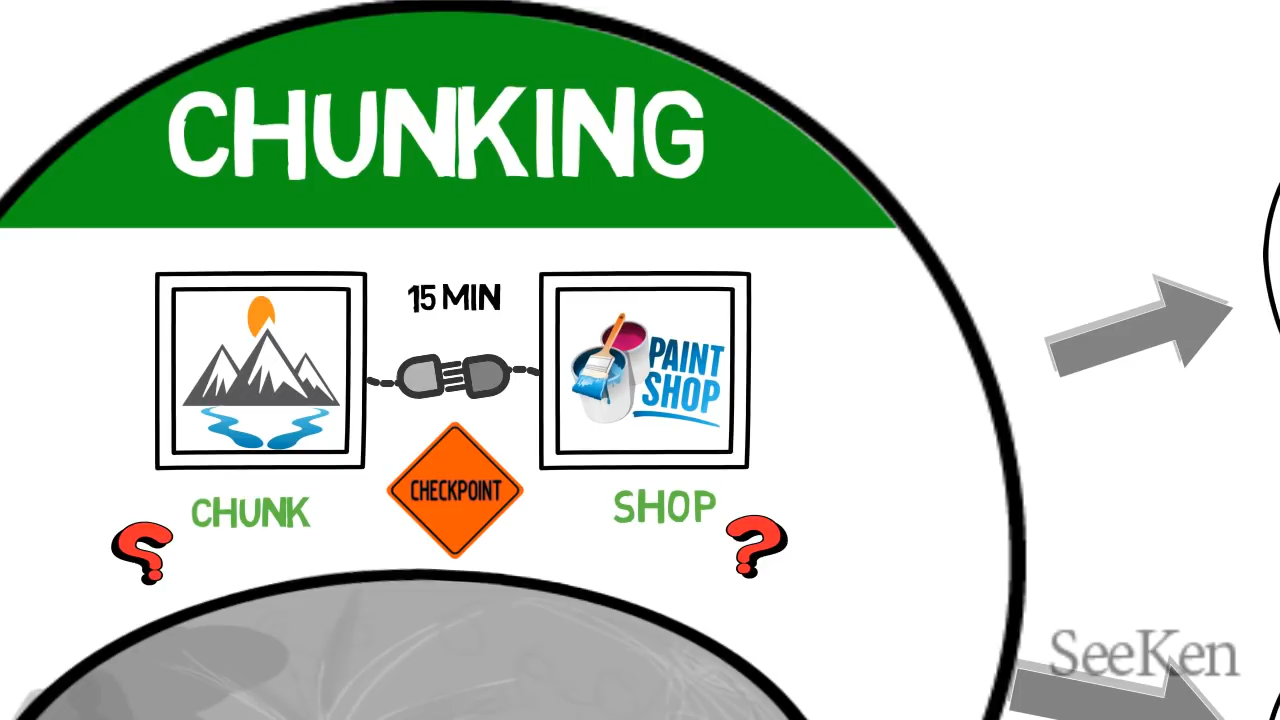 CHUNKING
15 MIN
PAINT
SHOP
CHECKPOINT
CHUNK
SHOP
SeeKen